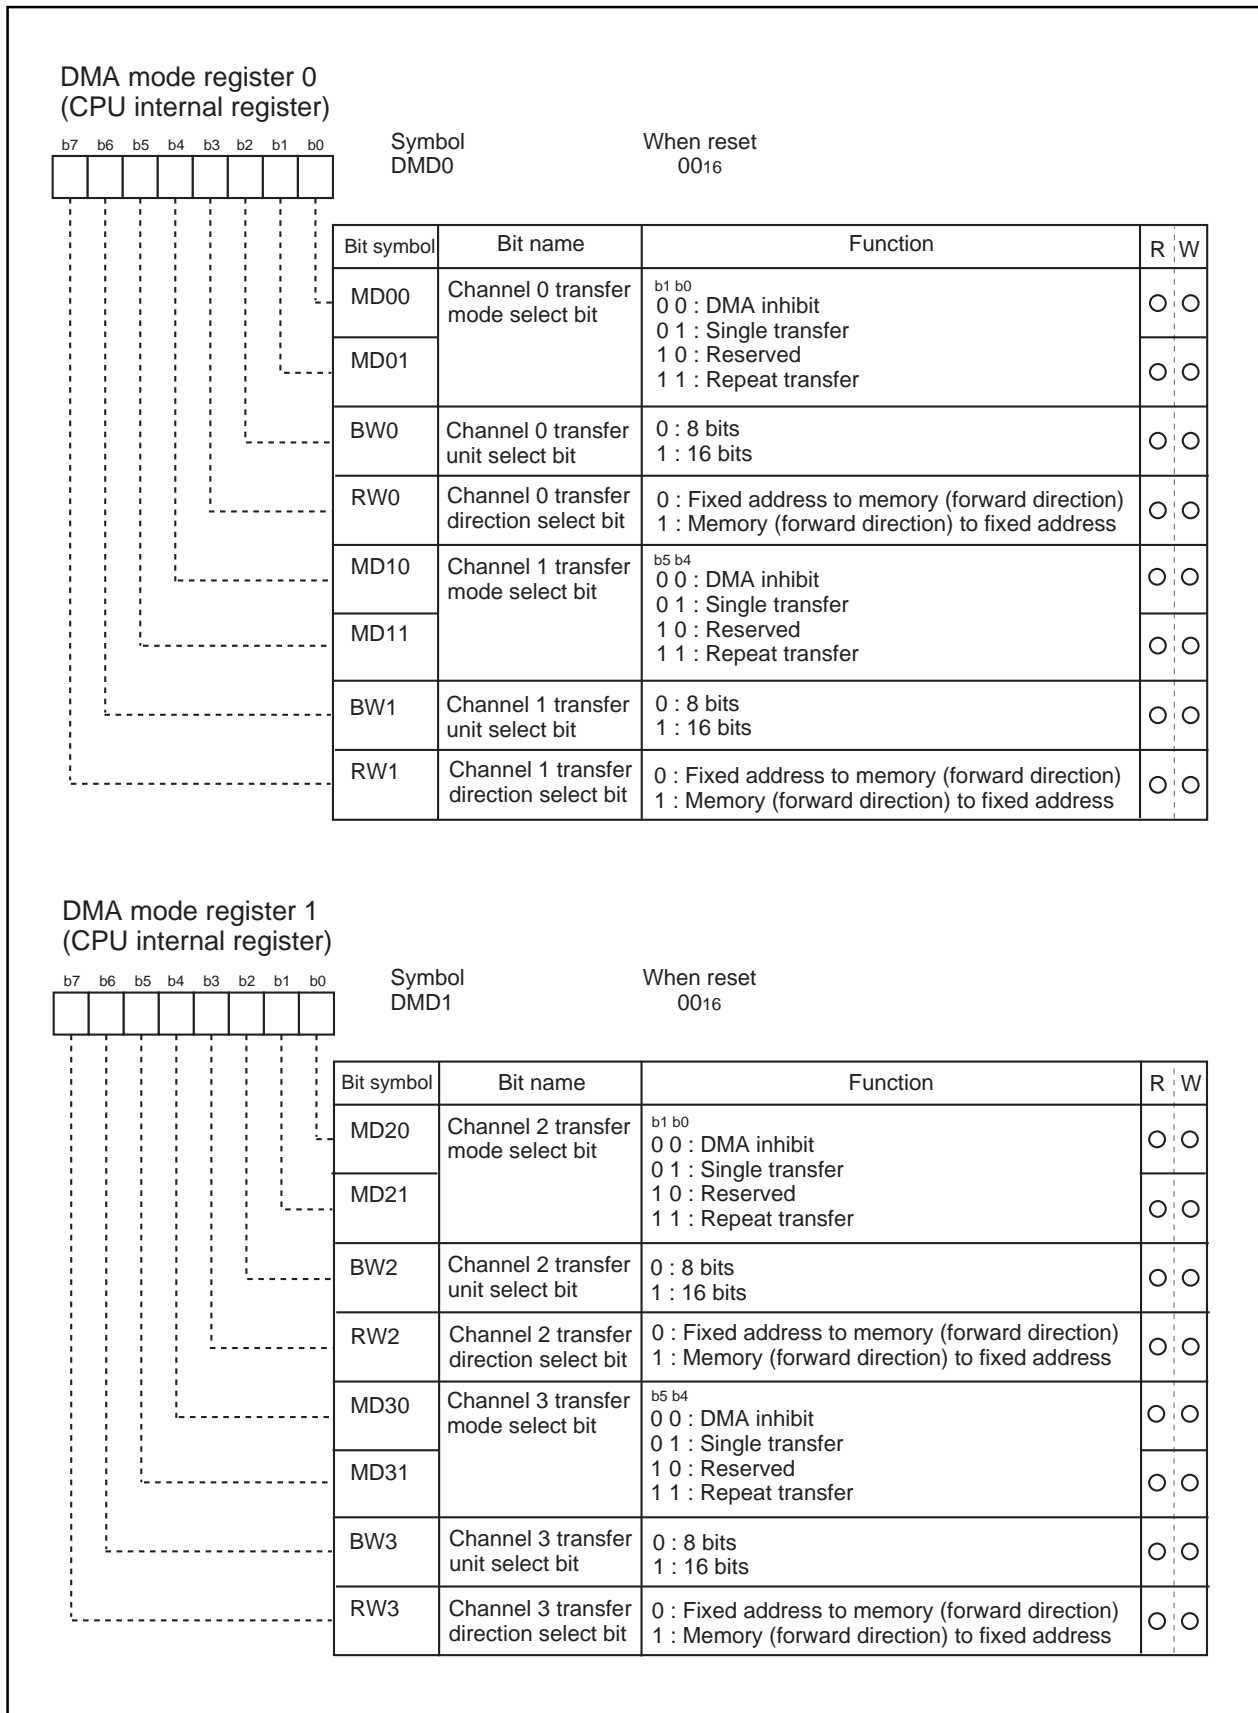 DMA mode register 0
(CPU internal register)
b7 b6 b5 b4 b3 b2 b1 b0
Symbol When reset
DMD0 0016
Bit symbol Bit name Function R W
MD00 Channel 0 transfer mode select bit
b1 b0
0 0 : DMA inhibit
0 1 : Single transfer
1 0 : Reserved
1 1 : Repeat transfer
MD01
BW0 Channel 0 transfer unit select bit
0 : 8 bits
1 : 16 bits
RW0 Channel 0 transfer direction select bit
0 : Fixed address to memory (forward direction)
1 : Memory (forward direction) to fixed address
MD10 Channel 1 transfer mode select bit
b5 b4
0 0 : DMA inhibit
0 1 : Single transfer
1 0 : Reserved
1 1 : Repeat transfer
MD11
BW1 Channel 1 transfer unit select bit
0 : 8 bits
1 : 16 bits
RW1 Channel 1 transfer direction select bit
0 : Fixed address to memory (forward direction)
1 : Memory (forward direction) to fixed address
DMA mode register 1
(CPU internal register)
b7 b6 b5 b4 b3 b2 b1 b0
Symbol When reset
DMD1 0016
Bit symbol Bit name Function R W
MD20 Channel 2 transfer mode select bit
b1 b0
0 0 : DMA inhibit
0 1 : Single transfer
1 0 : Reserved
1 1 : Repeat transfer
MD21
BW2 Channel 2 transfer unit select bit
0 : 8 bits
1 : 16 bits
RW2 Channel 2 transfer direction select bit
0 : Fixed address to memory (forward direction)
1 : Memory (forward direction) to fixed address
MD30 Channel 3 transfer mode select bit
b5 b4
0 0 : DMA inhibit
0 1 : Single transfer
1 0 : Reserved
1 1 : Repeat transfer
MD31
BW3 Channel 3 transfer unit select bit
0 : 8 bits
1 : 16 bits
RW3 Channel 3 transfer direction select bit
0 : Fixed address to memory (forward direction)
1 : Memory (forward direction) to fixed address